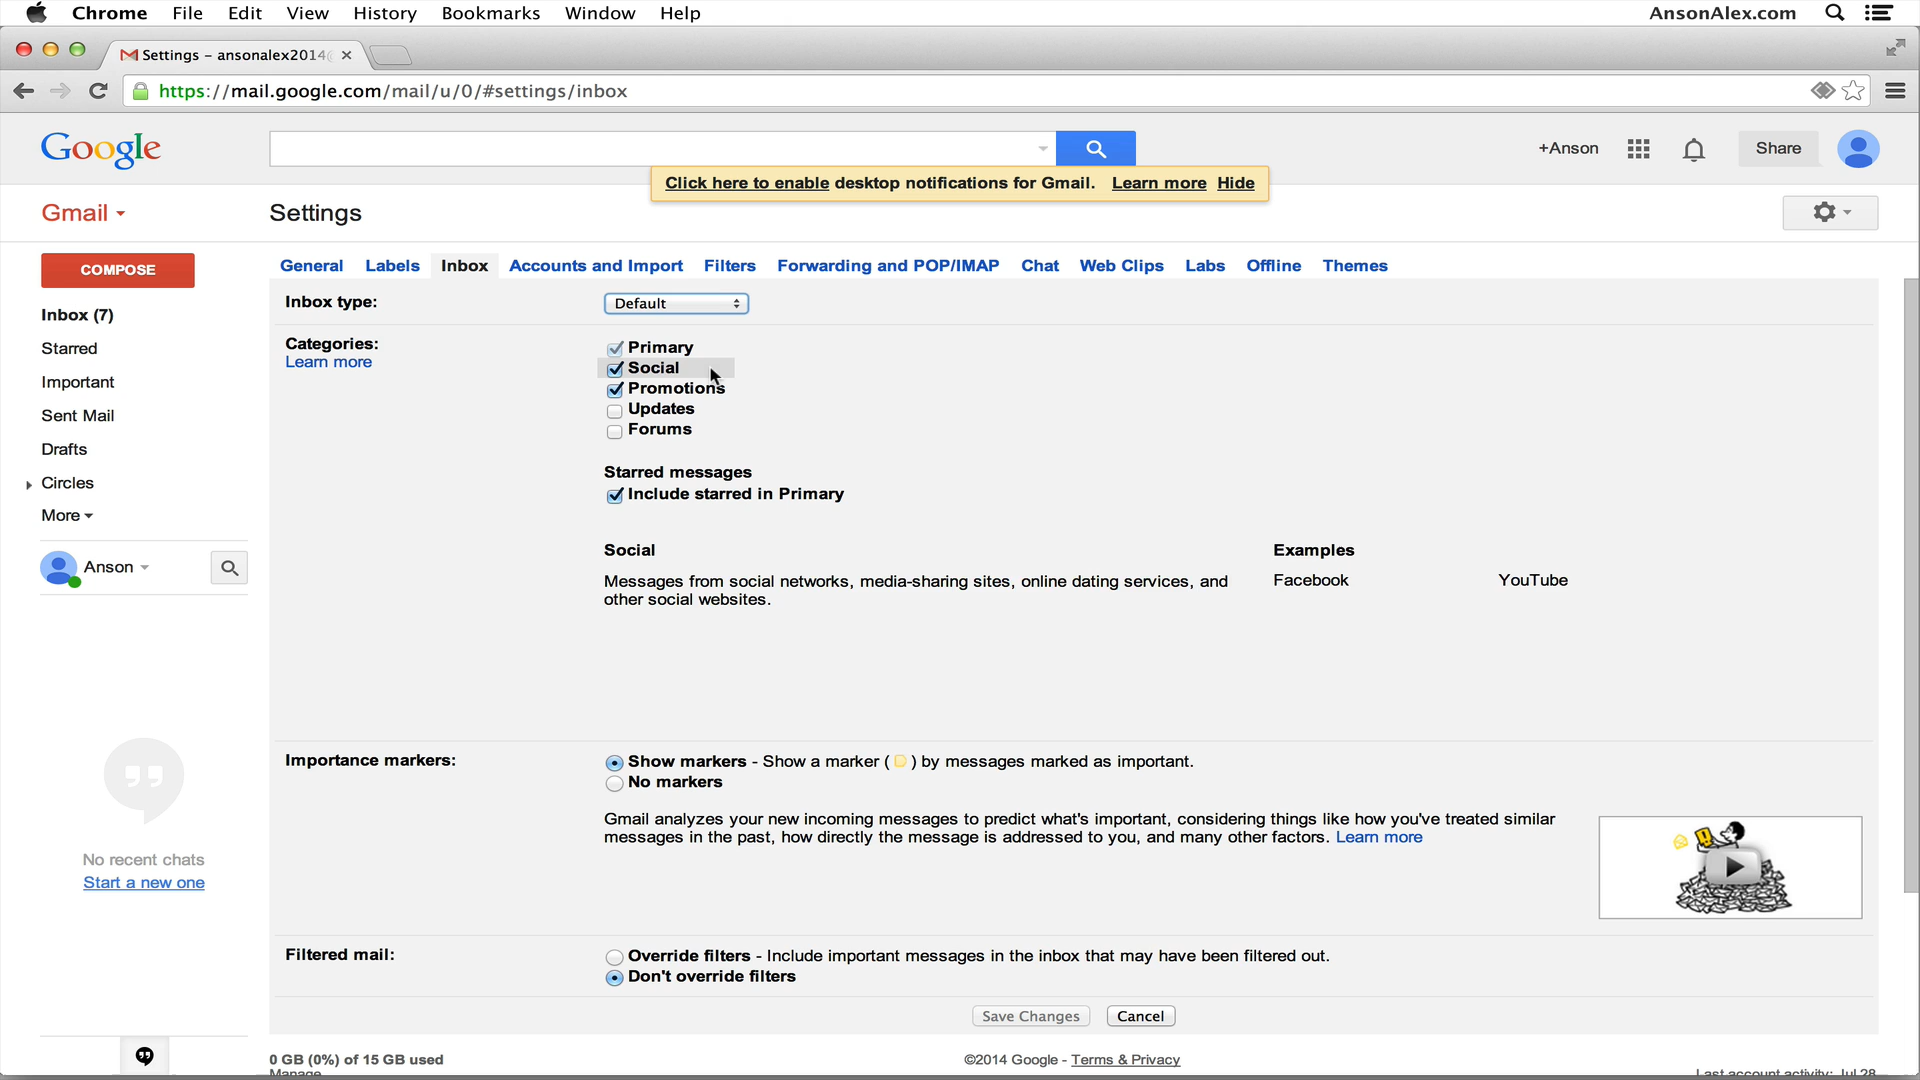 Chrome File Edit View History Bookmarks Window Help AnsonAlex.com
Settings - ansonalex2014@
https://mail.google.com/mail/u/0/#settings/inbox
Google +Anson Share
Click here to enable desktop notifications for Gmail. Learn more Hide
Gmail Settings
COMPOSE
Inbox (7)
Starred
Important
Sent Mail
Drafts
Circles
More
Anson
No recent chats
Start a new one
General Labels Inbox Accounts and Import Filters Forwarding and POP/IMAP Chat Web Clips Labs Offline Themes
Inbox type: Default
Categories:
Learn more
Primary
Social
Promotions
Updates
Forums
Starred messages
Include starred in Primary
Social
Messages from social networks, media-sharing sites, online dating services, and
other social websites.
Examples
Facebook YouTube
Importance markers: Show markers - Show a marker ( ) by messages marked as important.
No markers
Gmail analyzes your new incoming messages to predict what's important, considering things like how you've treated similar
messages in the past, how directly the message is addressed to you, and many other factors. Learn more
Filtered mail: Override filters - Include important messages in the inbox that may have been filtered out.
Don't override filters
Save Changes Cancel
0 GB (0%) of 15 GB used
Manage
©2014 Google - Terms & Privacy
Last account activity: Jul 28